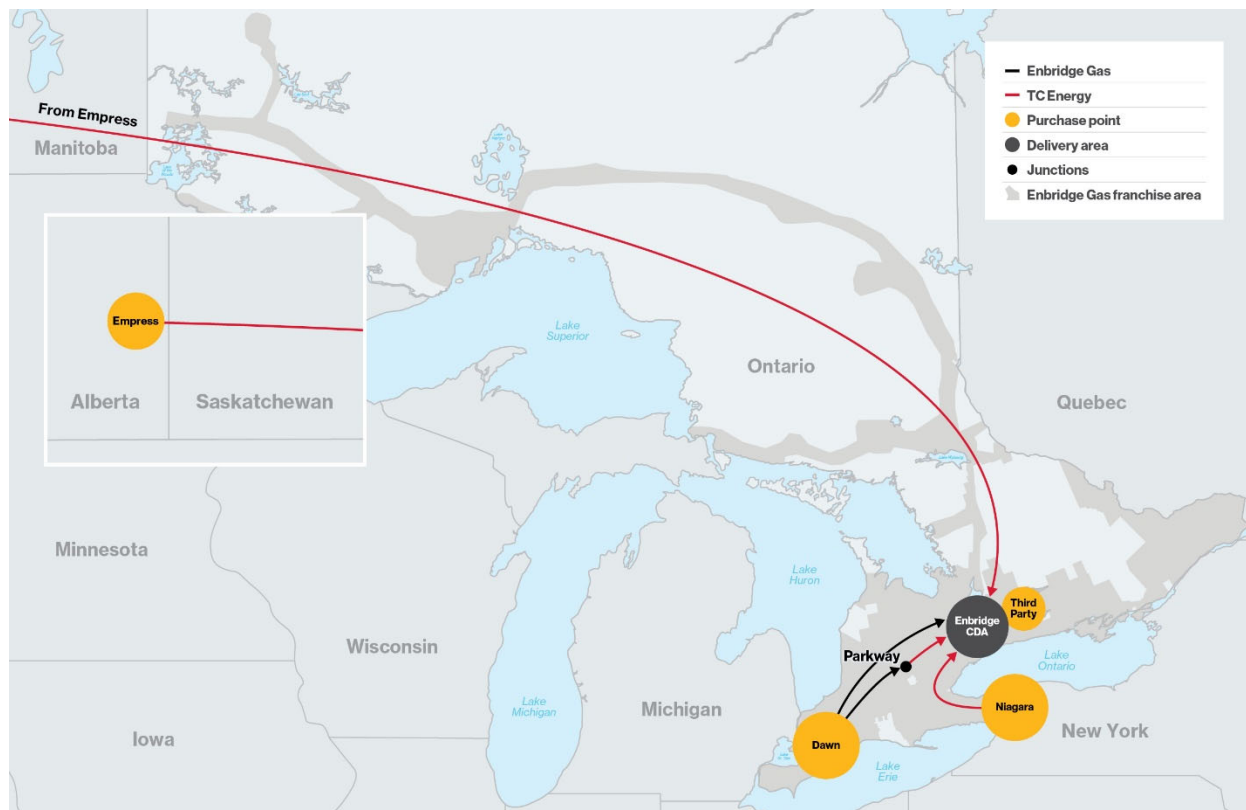 Enbridge Gas
TC Energy
Purchase point
Delivery area
Junctions
Enbridge Gas franchise area
From Empress
Manitoba
Empress
Alberta
Saskatchewan
Lake
Superior
Ontario
Quebec
Minnesota
Wisconsin
Iowa
Michigan
Lake
Michigan
Lake
Huron
Parkway
Enbridge
CDA
Third
Party
Lake
Ontario
Niagara
New York
Dawn
Lake
Erie